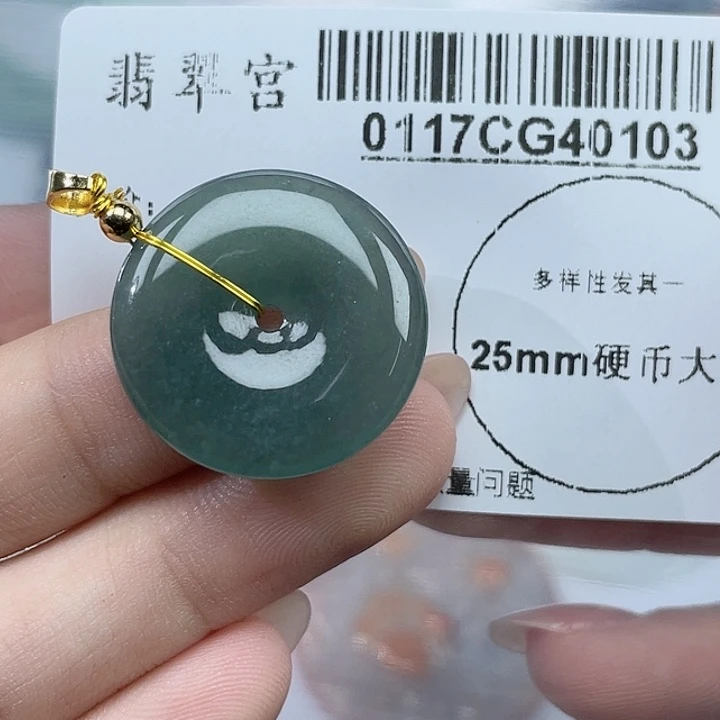 翡翠宫
0117CG40103
多样性发其一
25mm硬币大
量问题